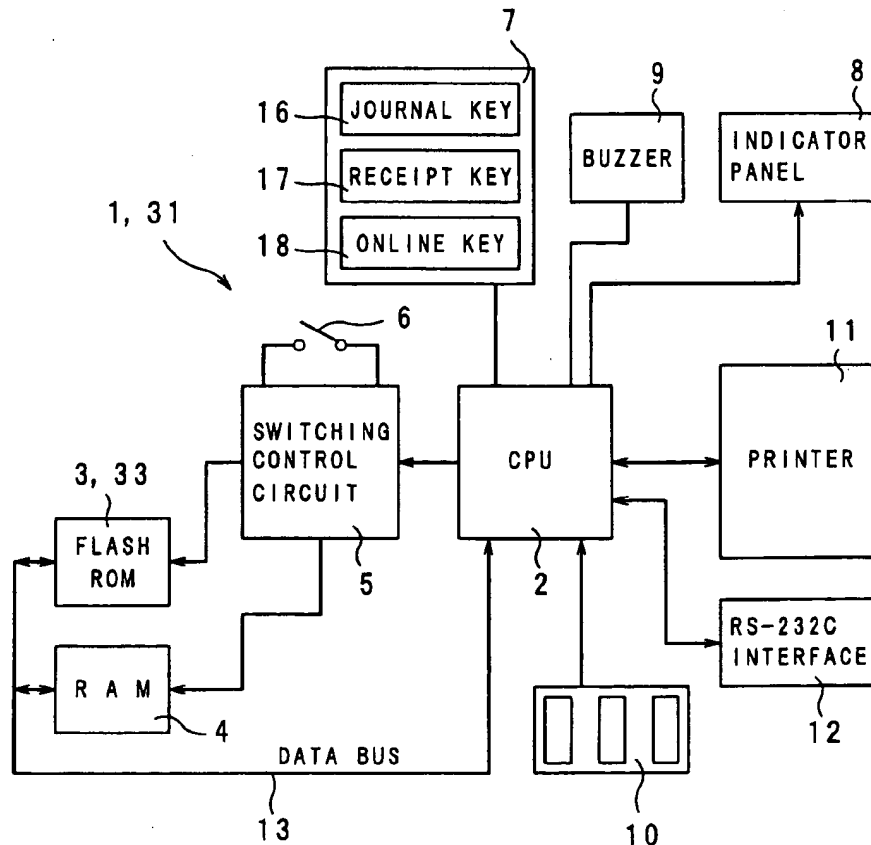 7
9
8
16
JOURNAL KEY
17
RECEIPT KEY
18
ONLINE KEY
BUZZER
INDICATOR
PANEL
1, 31
6
11
SWITCHING
CONTROL
CIRCUIT
CPU
PRINTER
3, 33
FLASH
ROM
5
2
RS-232C
INTERFACE
RAM
4
12
DATA BUS
13
10